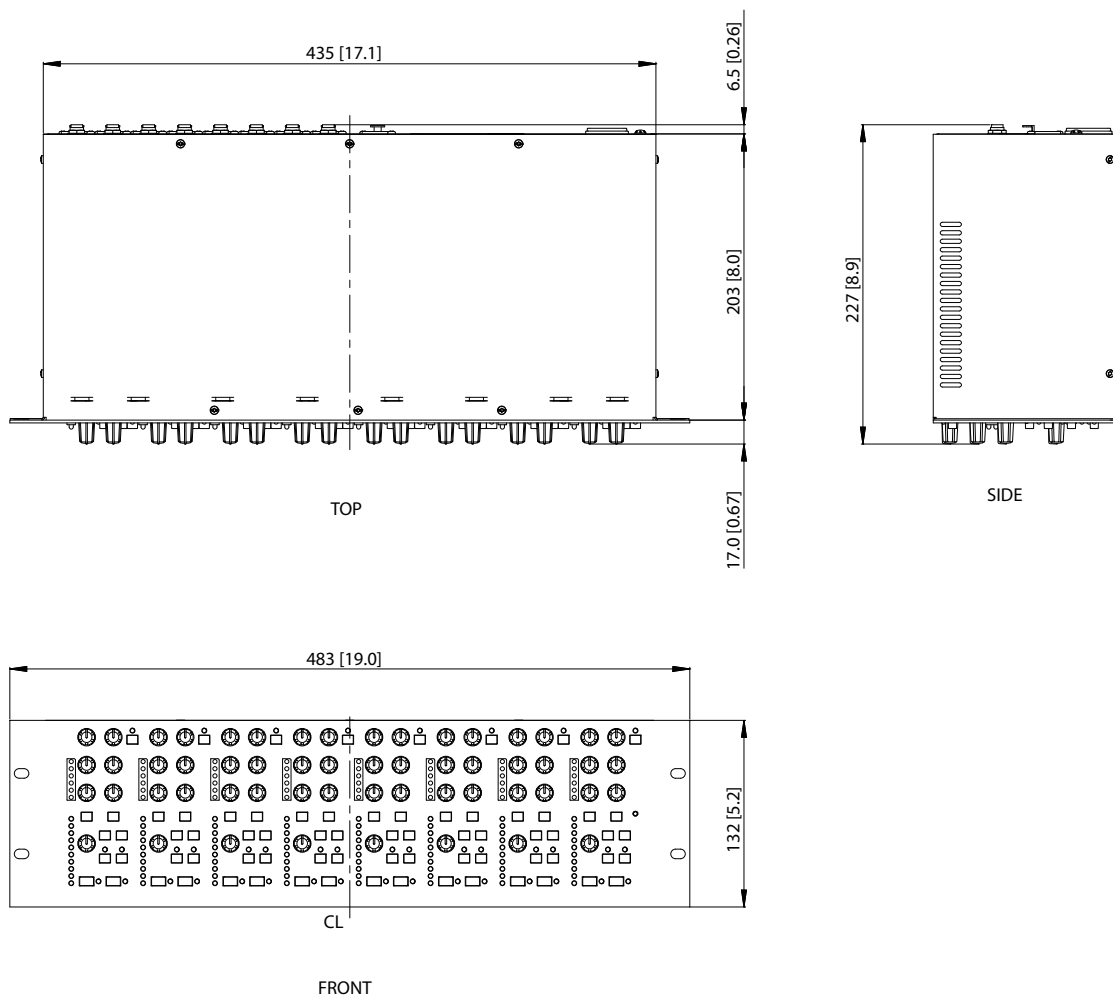 435 [17.1]
6.5 [0.26]
203 [8.0]
227 [8.9]
17.0 [0.67]
TOP
SIDE
483 [19.0]
132 [5.2]
CL
FRONT